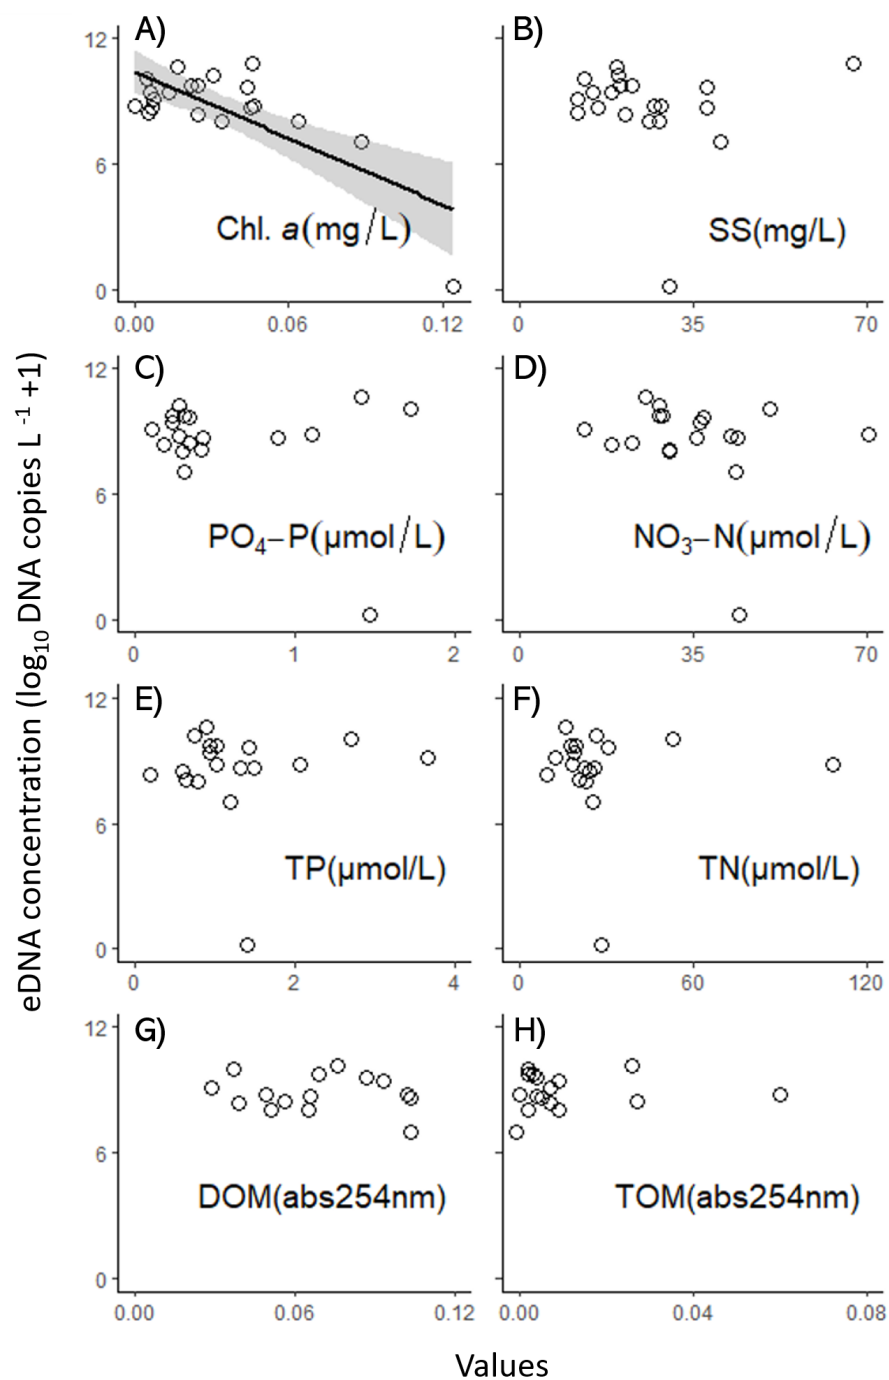 A)
12
6
0
Chl. a(mg/L)
0.00 0.06 0.12
B)
SS(mg/L)
0 35 70
C)
12
6
0
PO4−P(μmol/L)
0 1 2
D)
NO3−N(μmol/L)
0 35 70
E)
12
6
0
TP(μmol/L)
0 2 4
F)
TN(μmol/L)
0 60 120
G)
12
6
0
DOM(abs254nm)
0.00 0.06 0.12
H)
TOM(abs254nm)
0.00 0.04 0.08
eDNA concentration (log10 DNA copies L -1 +1)
Values